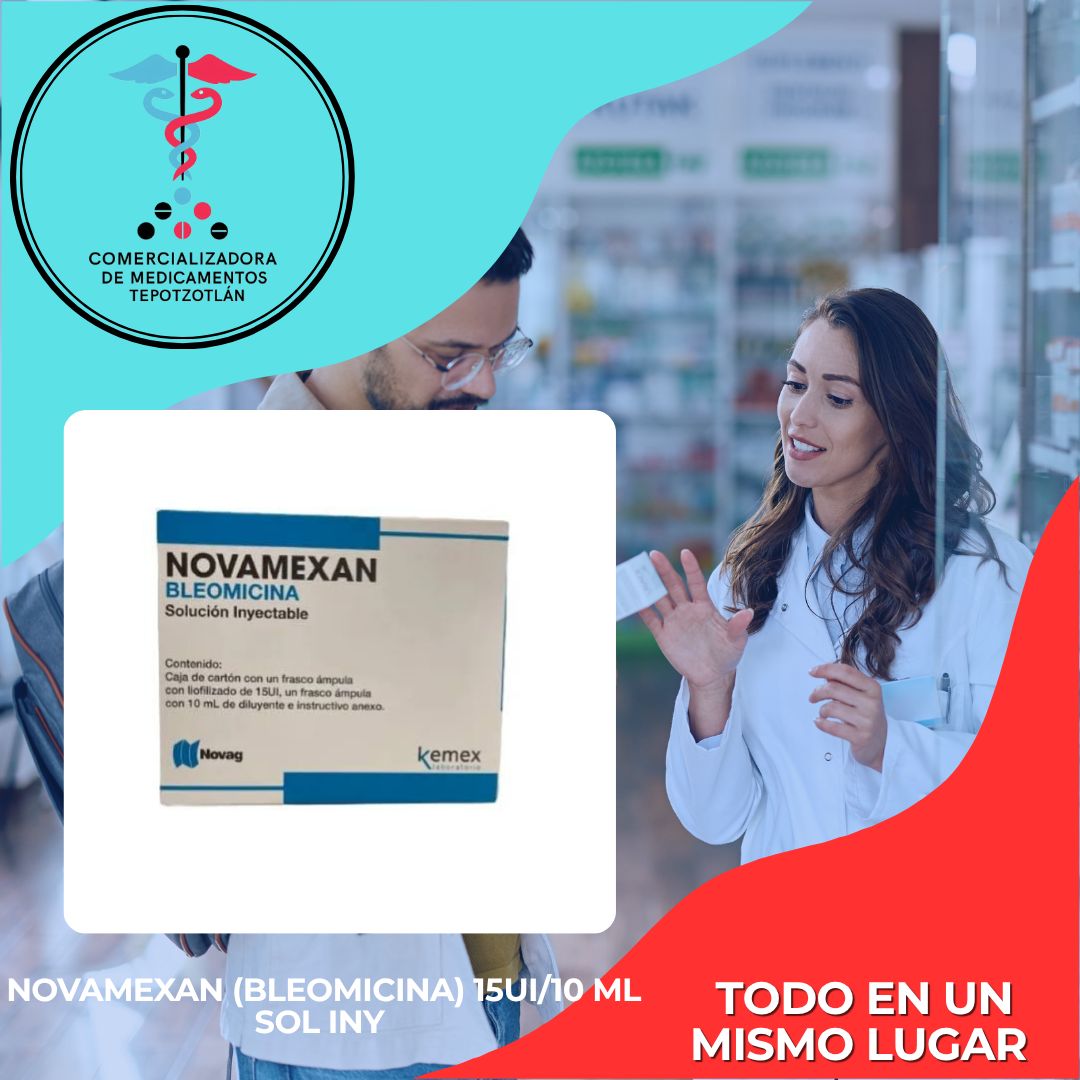 COMERCIALIZADORA
DE MEDICAMENTOS
TEPOTZOTLÁN
NOVAMEXAN
BLEOMICINA
Solución Inyectable
Contenido:
Caja de cartón con un frasco ámpula
con liofilizado de 15UI, un frasco ámpula
con 10 mL de diluyente e instructivo anexo.
Novag
kemex
laboratorio
NOVAMEXAN (BLEOMICINA) 15UI/10 ML
SOL INY
TODO EN UN
MISMO LUGAR